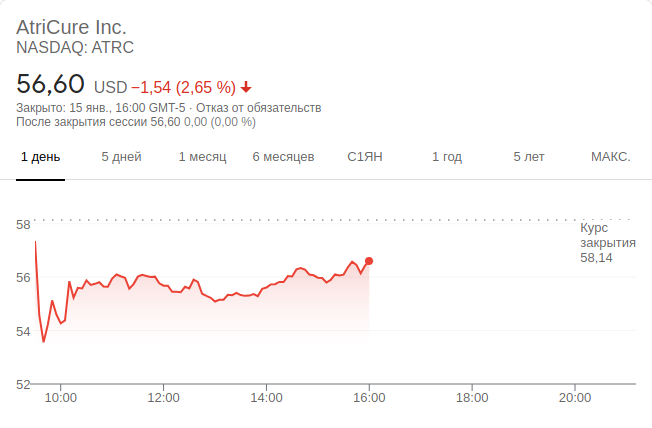 AtriCure Inc.
NASDAQ: ATRC
56,60 USD −1,54 (2,65 %)
Закрыто: 15 янв., 16:00 GMT-5 · Отказ от обязательств
После закрытия сессии 56,60 0,00 (0,00 %)
1 день 5 дней 1 месяц 6 месяцев С1ЯН 1 год 5 лет МАКС.
58
Курс
закрытия
58,14
56
54
52
10:00 12:00 14:00 16:00 18:00 20:00